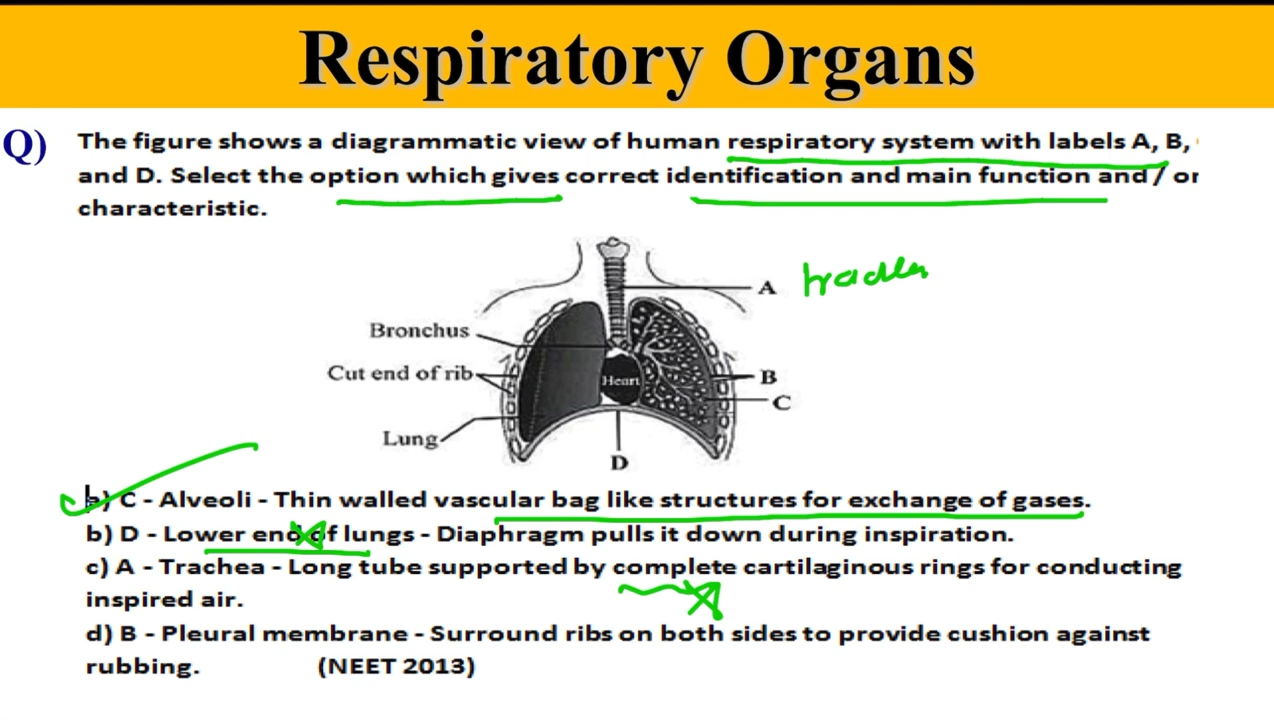 Respiratory Organs
Q) The figure shows a diagrammatic view of human respiratory system with labels A, B,
and D. Select the option which gives correct identification and main function and / or
characteristic.
A
Bronchus
Cut end of rib
Heart
B
C
Lung
D
a) C - Alveoli - Thin walled vascular bag like structures for exchange of gases.
b) D - Lower end of lungs - Diaphragm pulls it down during inspiration.
c) A - Trachea - Long tube supported by complete cartilaginous rings for conducting
inspired air.
d) B - Pleural membrane - Surround ribs on both sides to provide cushion against
rubbing. (NEET 2013)